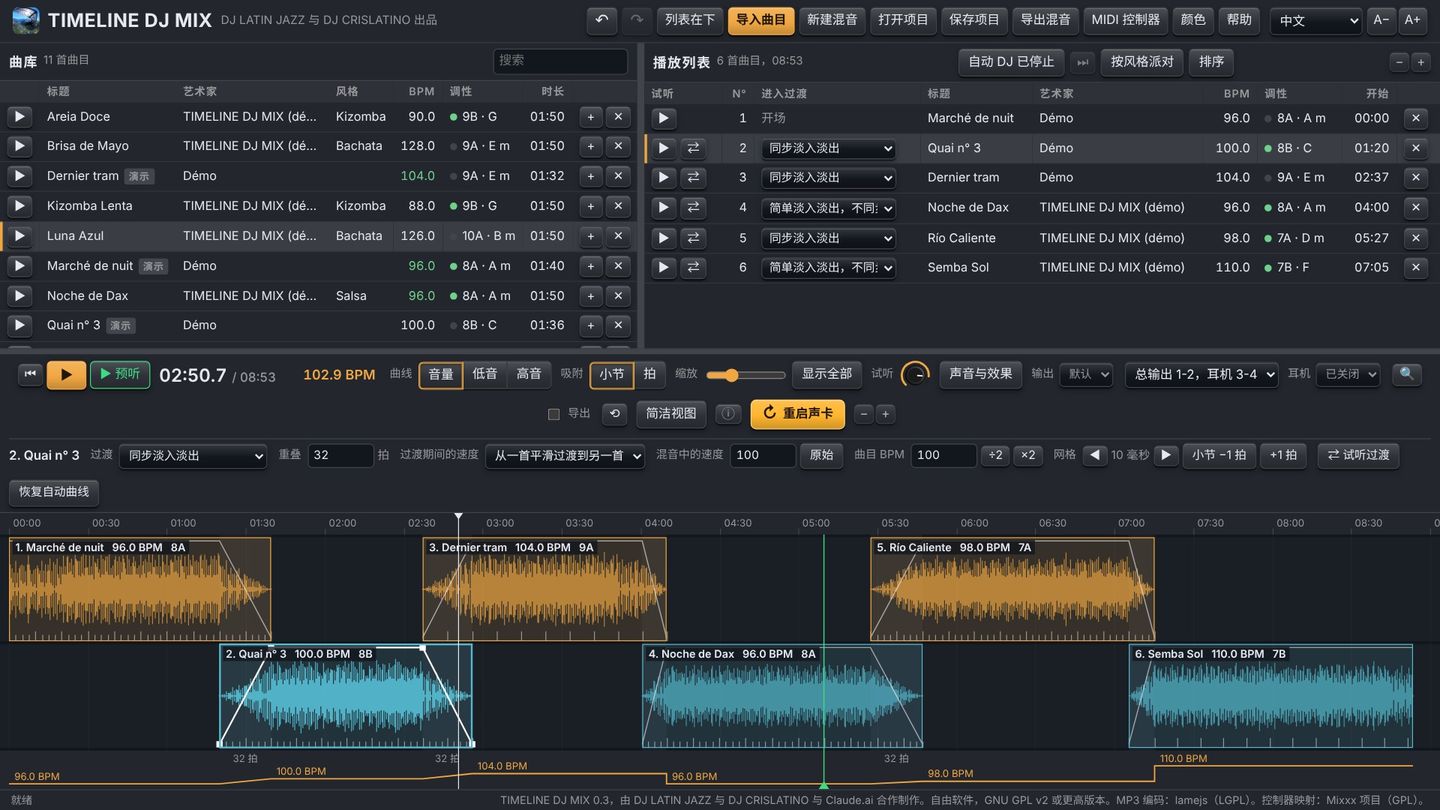 TIMELINE DJ MIX DJ LATIN JAZZ 与 DJ CRISLATINO 出品 列表在下 导入曲目 新建混音 打开项目 保存项目 导出混音 MIDI 控制器 颜色 帮助 中文 A− A+
曲库 11 首曲目 搜索
标题 艺术家 风格 BPM 调性 时长
Areia Doce TIMELINE DJ MIX (dé... Kizomba 90.0 9B · G 01:50 + ✕
Brisa de Mayo TIMELINE DJ MIX (dé... Bachata 128.0 9A · E m 01:50 + ✕
Dernier tram 演示 Démo 104.0 9A · E m 01:32 + ✕
Kizomba Lenta TIMELINE DJ MIX (dé... Kizomba 88.0 9B · G 01:50 + ✕
Luna Azul TIMELINE DJ MIX (dé... Bachata 126.0 10A · B m 01:50 + ✕
Marché de nuit 演示 Démo 96.0 8A · A m 01:40 + ✕
Noche de Dax TIMELINE DJ MIX (dé... Salsa 96.0 8A · A m 01:50 + ✕
Quai n° 3 演示 Démo 100.0 8B · C 01:36 + ✕
播放列表 6 首曲目，08:53 自动 DJ 已停止 按风格派对 排序 − +
试听 N° 进入过渡 标题 艺术家 BPM 调性 开始
1 开场 Marché de nuit Démo 96.0 8A · A m 00:00 ✕
2 同步淡入淡出 Quai n° 3 Démo 100.0 8B · C 01:20 ✕
3 同步淡入淡出 Dernier tram Démo 104.0 9A · E m 02:37 ✕
4 简单淡入淡出，不同 Noche de Dax TIMELINE DJ MIX (démo) 96.0 8A · A m 04:00 ✕
5 同步淡入淡出 Río Caliente TIMELINE DJ MIX (démo) 98.0 7A · D m 05:27 ✕
6 简单淡入淡出，不同 Semba Sol TIMELINE DJ MIX (démo) 110.0 7B · F 07:05 ✕
预听 02:50.7 / 08:53 102.9 BPM 曲线 音量 低音 高音 吸附 小节 拍 缩放 显示全部 试听 声音与效果 输出 默认 总输出 1-2，耳机 3-4 耳机 已关闭
导出 简洁视图 重启声卡 − +
2. Quai n° 3 过渡 同步淡入淡出 重叠 32 拍 过渡期间的速度 从一首平滑过渡到另一首 混音中的速度 100 原始 曲目 BPM 100 ÷2 ×2 网格 10 毫秒 小节 −1 拍 +1 拍 试听过渡
恢复自动曲线
00:00 00:30 01:00 01:30 02:00 02:30 03:00 03:30 04:00 04:30 05:00 05:30 06:00 06:30 07:00 07:30 08:00 08:30
1. Marché de nuit 96.0 BPM 8A 3. Dernier tram 104.0 BPM 9A 5. Río Caliente 98.0 BPM 7A
2. Quai n° 3 100.0 BPM 8B 4. Noche de Dax 96.0 BPM 8A 6. Semba Sol 110.0 BPM 7B
32 拍 32 拍 32 拍
96.0 BPM 100.0 BPM 104.0 BPM 96.0 BPM 98.0 BPM 110.0 BPM
就绪 TIMELINE DJ MIX 0.3，由 DJ LATIN JAZZ 与 DJ CRISLATINO 与 Claude.ai 合作制作。自由软件，GNU GPL v2 或更高版本。MP3 编码：lamejs（LGPL）。控制器映射：Mixxx 项目（GPL）。